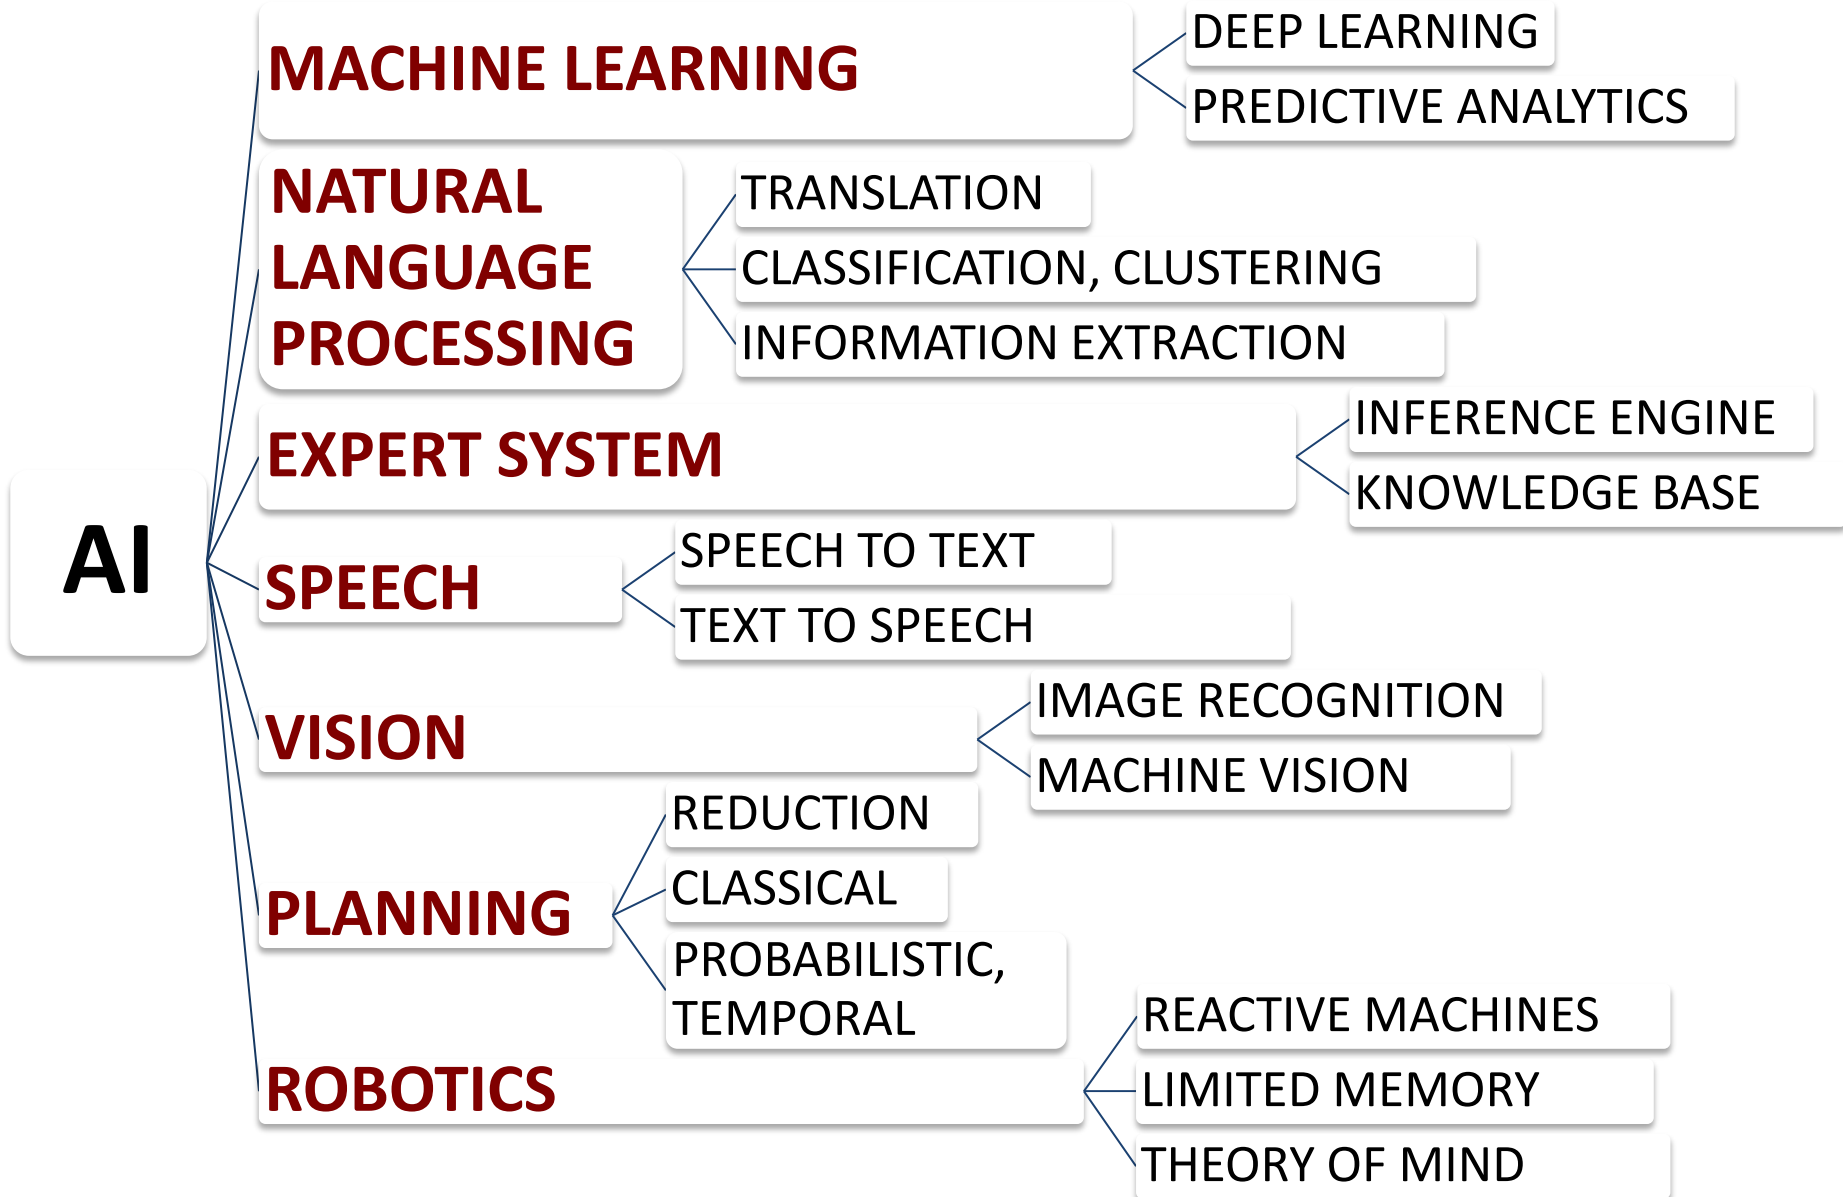 AI
MACHINE LEARNING
DEEP LEARNING
PREDICTIVE ANALYTICS
NATURAL
LANGUAGE
PROCESSING
TRANSLATION
CLASSIFICATION, CLUSTERING
INFORMATION EXTRACTION
EXPERT SYSTEM
INFERENCE ENGINE
KNOWLEDGE BASE
SPEECH
SPEECH TO TEXT
TEXT TO SPEECH
VISION
IMAGE RECOGNITION
MACHINE VISION
PLANNING
REDUCTION
CLASSICAL
PROBABILISTIC,
TEMPORAL
ROBOTICS
REACTIVE MACHINES
LIMITED MEMORY
THEORY OF MIND